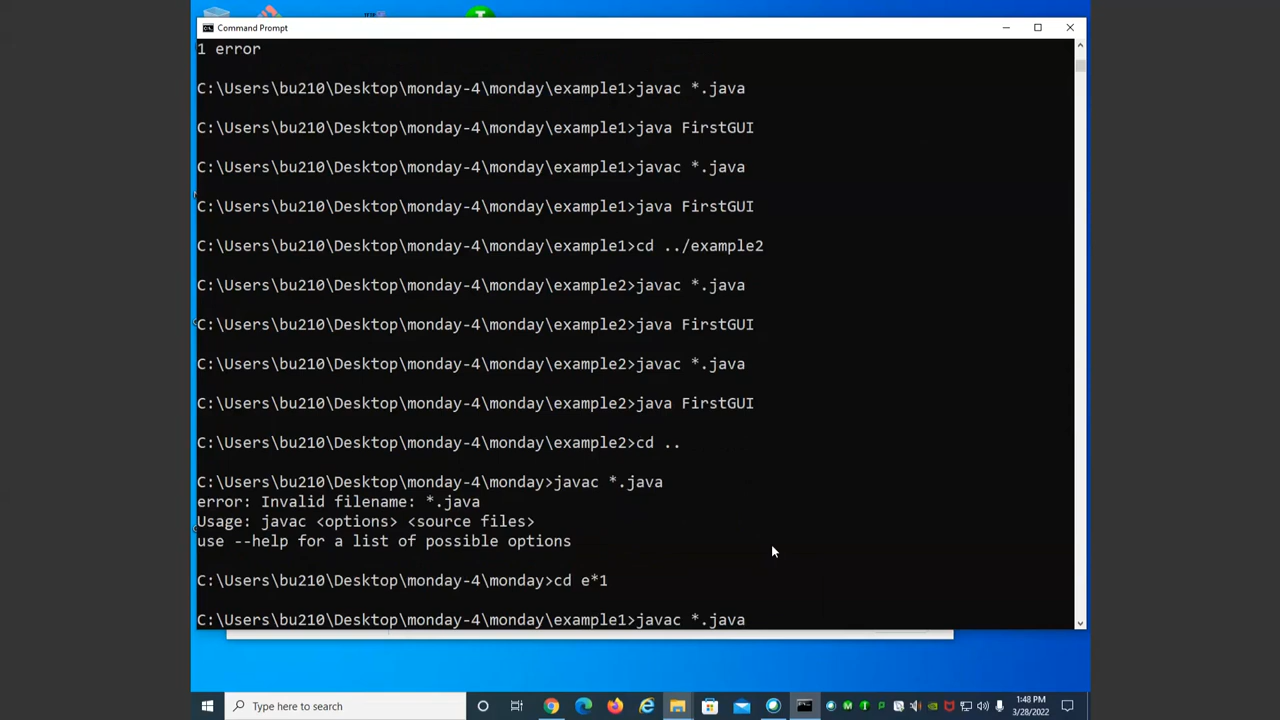 Command Prompt
1 error
C:\Users\bu210\Desktop\monday-4\monday\example1>javac *.java
C:\Users\bu210\Desktop\monday-4\monday\example1>java FirstGUI
C:\Users\bu210\Desktop\monday-4\monday\example1>javac *.java
C:\Users\bu210\Desktop\monday-4\monday\example1>java FirstGUI
C:\Users\bu210\Desktop\monday-4\monday\example1>cd ../example2
C:\Users\bu210\Desktop\monday-4\monday\example2>javac *.java
C:\Users\bu210\Desktop\monday-4\monday\example2>java FirstGUI
C:\Users\bu210\Desktop\monday-4\monday\example2>javac *.java
C:\Users\bu210\Desktop\monday-4\monday\example2>java FirstGUI
C:\Users\bu210\Desktop\monday-4\monday\example2>cd ..
C:\Users\bu210\Desktop\monday-4\monday>javac *.java
error: Invalid filename: *.java
Usage: javac <options> <source files>
use --help for a list of possible options
C:\Users\bu210\Desktop\monday-4\monday>cd e*1
C:\Users\bu210\Desktop\monday-4\monday\example1>javac *.java
Type here to search
1:48 PM
3/28/2022